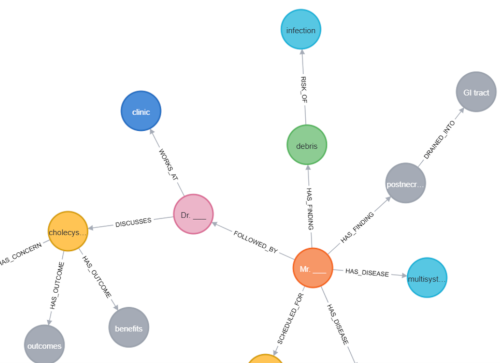 infection
GI tract
RISK_OF
clinic
DRAINED_INTO
debris
WORKS_AT
postnecr...
HAS_FINDING
Dr. ___
HAS_FINDING
DISCUSSES
cholecys...
FOLLOWED_BY
HAS_CONCERN
Mr. ___
HAS_DISEASE
multisyst...
HAS_OUTCOME
HAS_OUTCOME
SCHEDULED_FOR
HAS_DISEASE
benefits
outcomes